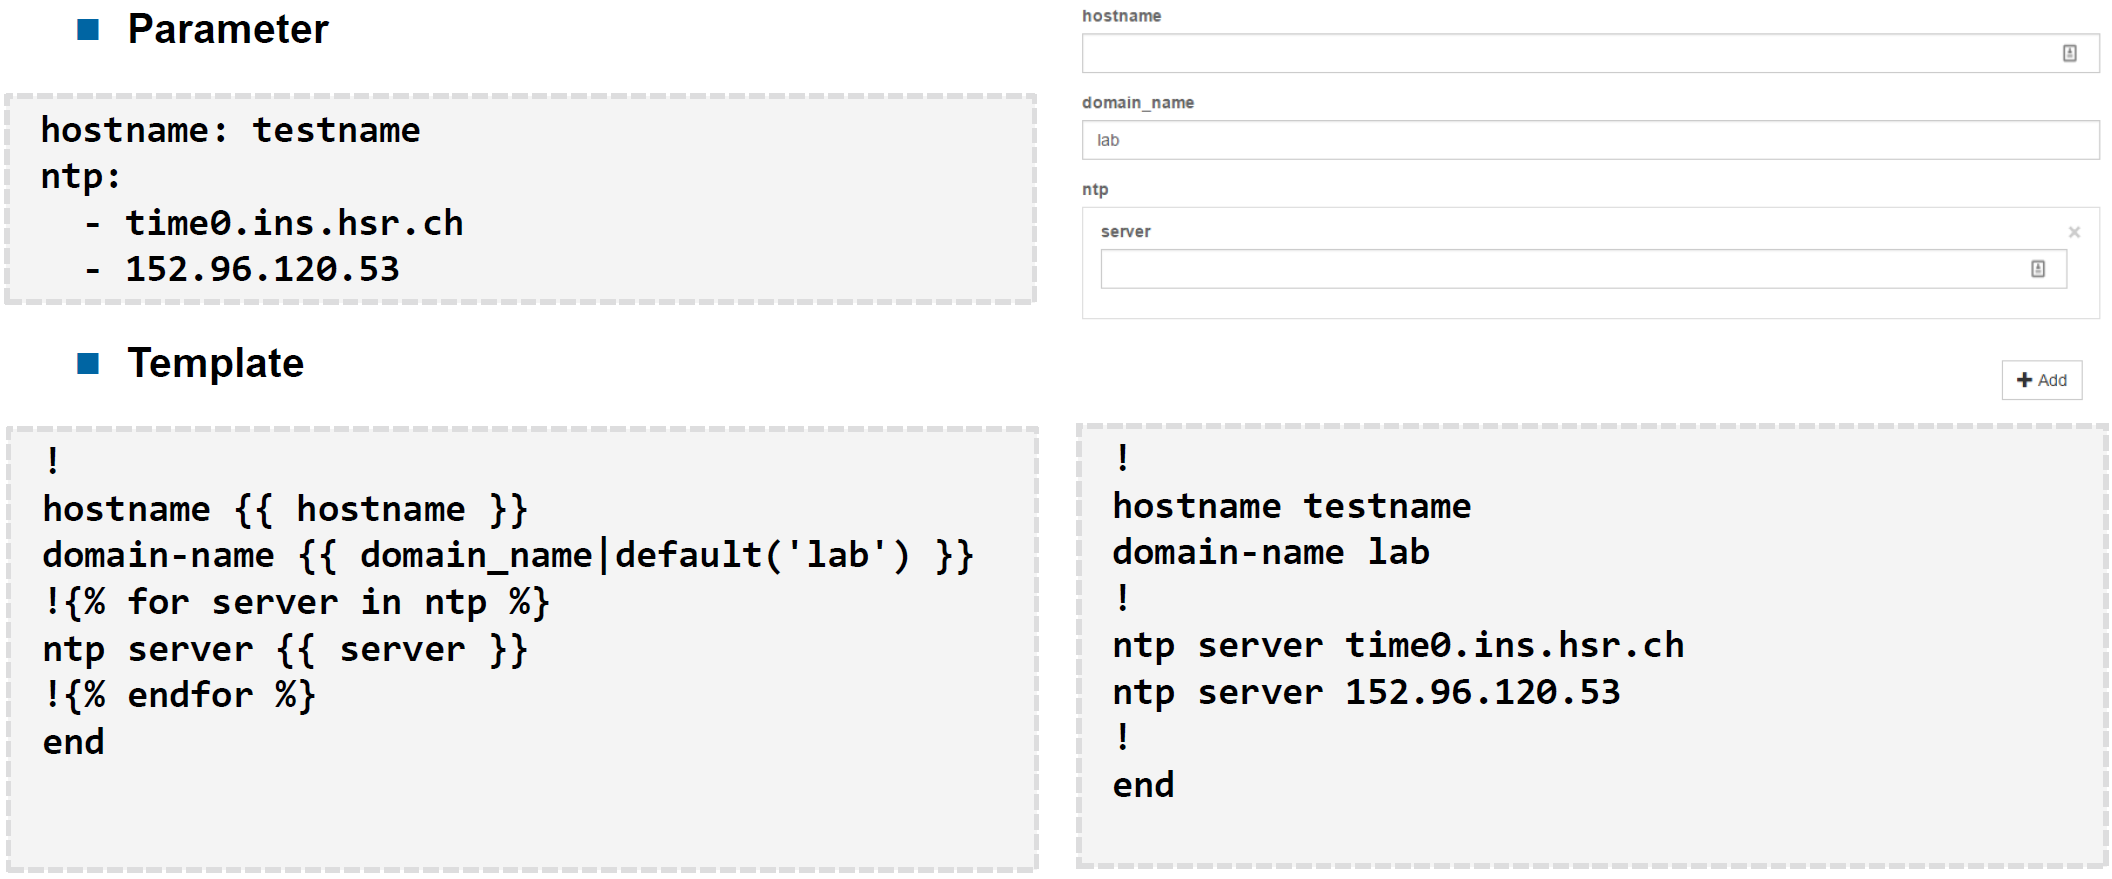 Parameter
hostname: testname
ntp:
  - time0.ins.hsr.ch
  - 152.96.120.53
hostname
domain_name
lab
ntp
server
×
Add
Template
!
hostname {{ hostname }}
domain-name {{ domain_name|default('lab') }}
!{% for server in ntp %}
ntp server {{ server }}
!{% endfor %}
end
!
hostname testname
domain-name lab
!
ntp server time0.ins.hsr.ch
ntp server 152.96.120.53
!
end